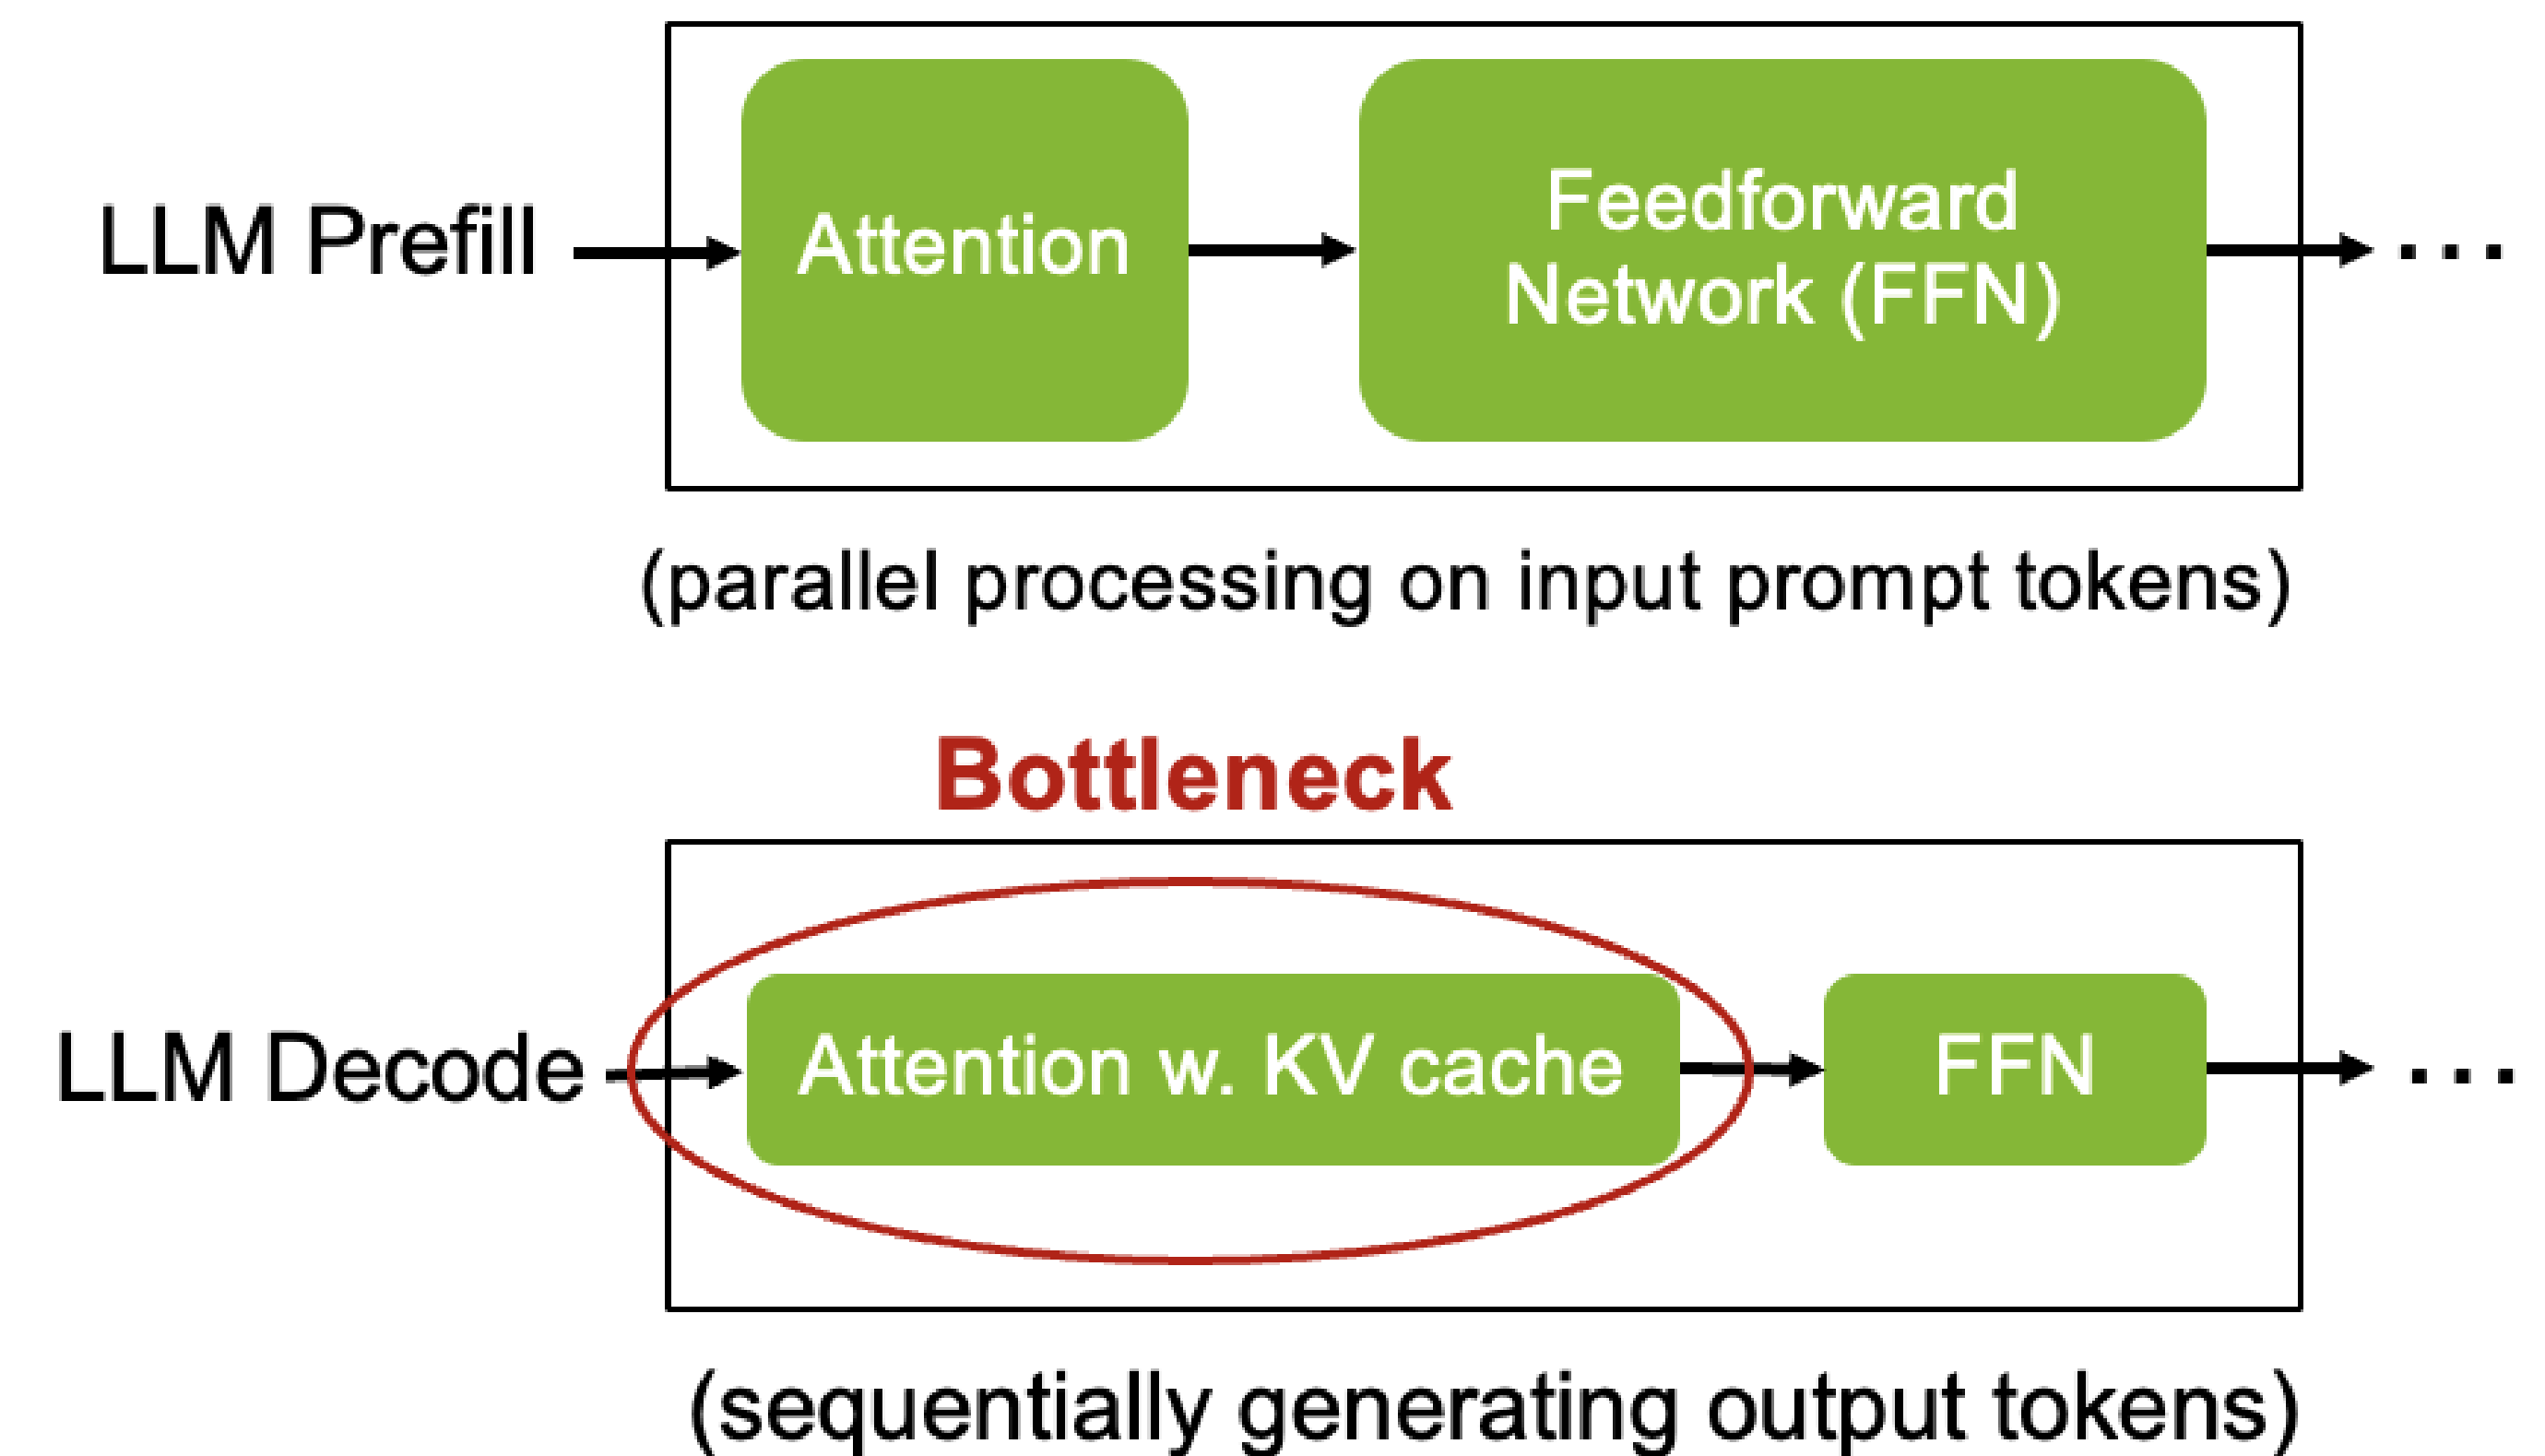 LLM Prefill
Attention
Feedforward
Network (FFN)
...
(parallel processing on input prompt tokens)
Bottleneck
LLM Decode
Attention w. KV cache
FFN
...
(sequentially generating output tokens)